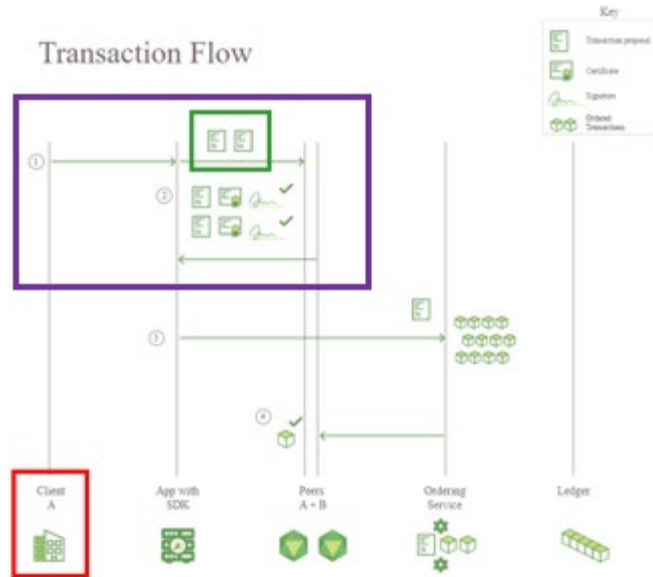 Key
Transaction proposal
Certificate
Signature
Ordered
Transactions
Transaction Flow
1
2
3
4
Client
A
App with
SDK
Peers
A + B
Ordering
Service
Ledger